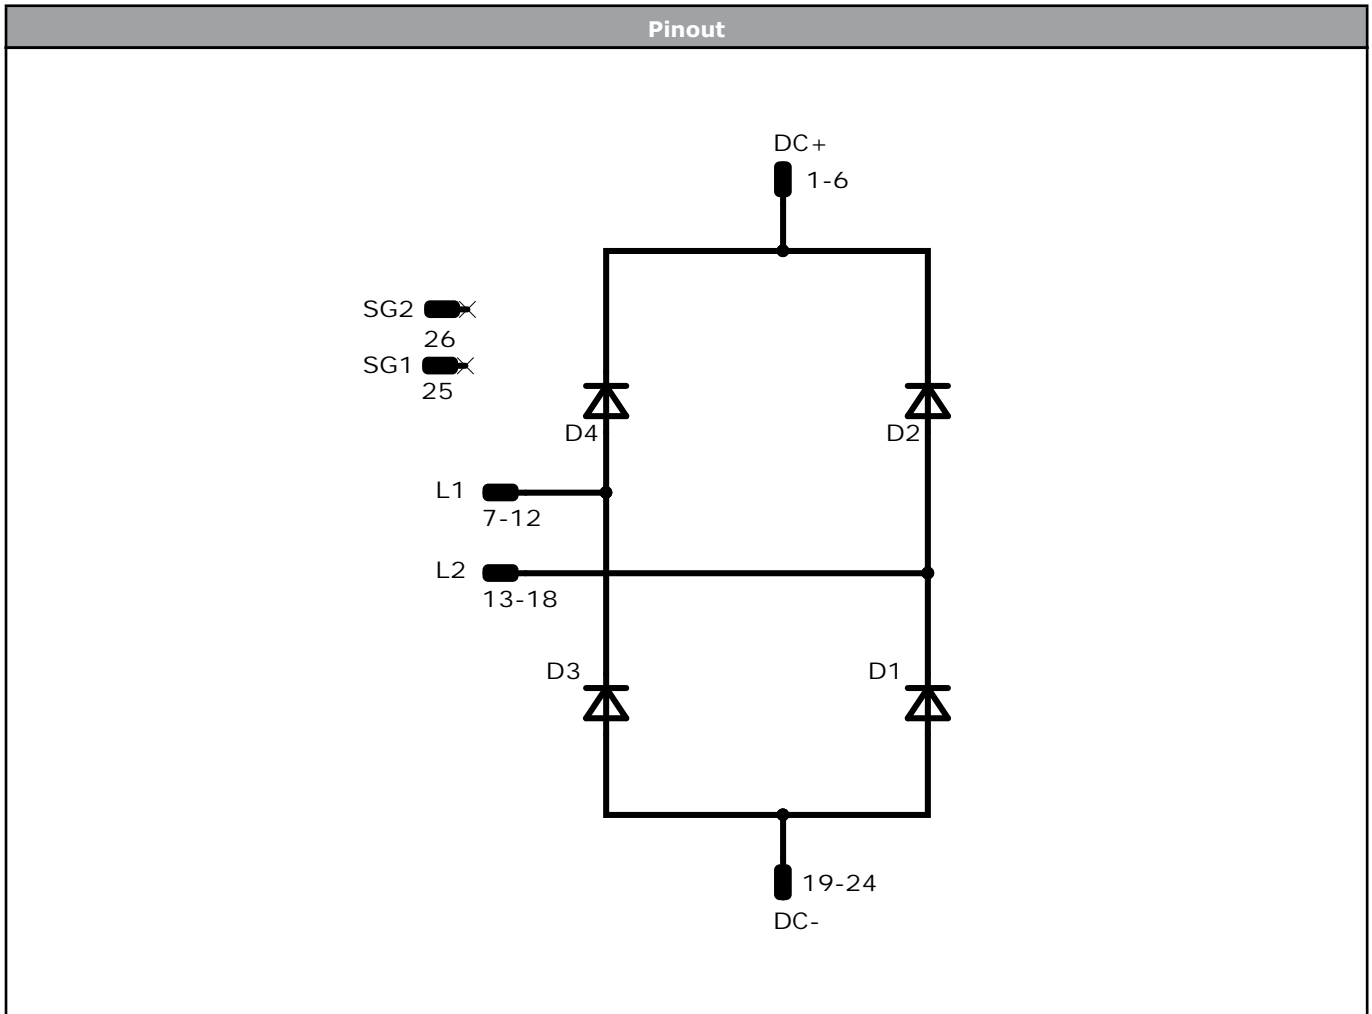 Pinout
DC+
1-6
SG2
26
SG1
25
D4
D2
L1
7-12
L2
13-18
D3
D1
19-24
DC-